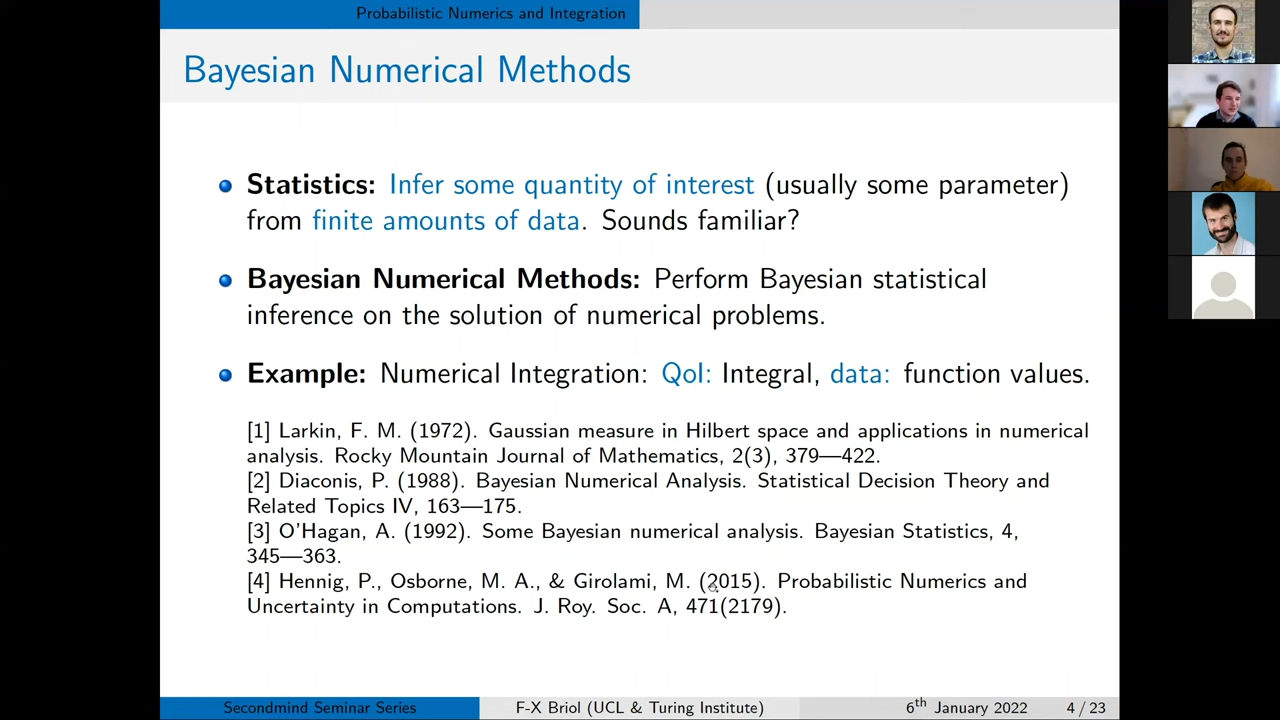 Probabilistic Numerics and Integration
Bayesian Numerical Methods
Statistics: Infer some quantity of interest (usually some parameter)
from finite amounts of data. Sounds familiar?
Bayesian Numerical Methods: Perform Bayesian statistical
inference on the solution of numerical problems.
Example: Numerical Integration: QoI: Integral, data: function values.
[1] Larkin, F. M. (1972). Gaussian measure in Hilbert space and applications in numerical
analysis. Rocky Mountain Journal of Mathematics, 2(3), 379—422.
[2] Diaconis, P. (1988). Bayesian Numerical Analysis. Statistical Decision Theory and
Related Topics IV, 163—175.
[3] O'Hagan, A. (1992). Some Bayesian numerical analysis. Bayesian Statistics, 4,
345—363.
[4] Hennig, P., Osborne, M. A., & Girolami, M. (2015). Probabilistic Numerics and
Uncertainty in Computations. J. Roy. Soc. A, 471(2179).
Secondmind Seminar Series F-X Briol (UCL & Turing Institute) 6th January 2022 4 / 23